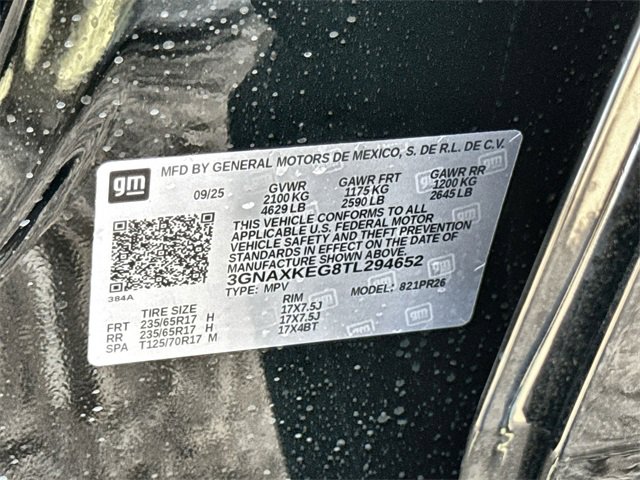 gm
MFD BY GENERAL MOTORS DE MEXICO, S. DE R.L. DE C.V.
09/25 GVWR GAWR FRT GAWR RR
2100 KG 1175 KG 1200 KG
4629 LB 2590 LB 2645 LB
THIS VEHICLE CONFORMS TO ALL
APPLICABLE U.S. FEDERAL MOTOR
VEHICLE SAFETY AND THEFT PREVENTION
STANDARDS IN EFFECT ON THE DATE OF
MANUFACTURE SHOWN ABOVE.
3GNAXKEG8TL294652
TYPE: MPV MODEL: 821PR26
384A
TIRE SIZE RIM
FRT 235/65R17 H 17X7.5J
RR 235/65R17 H 17X7.5J
SPA T125/70R17 M 17X4BT